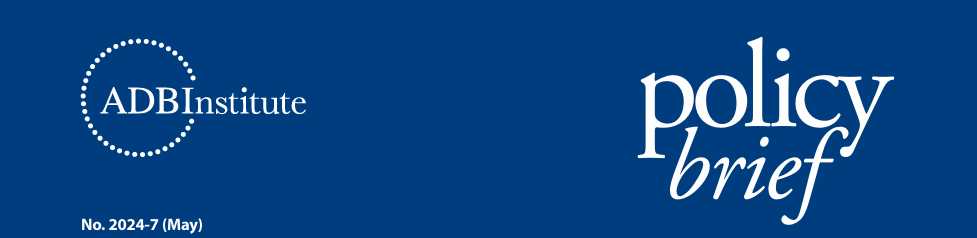 ADBInstitute
policy
brief
No. 2024-7 (May)